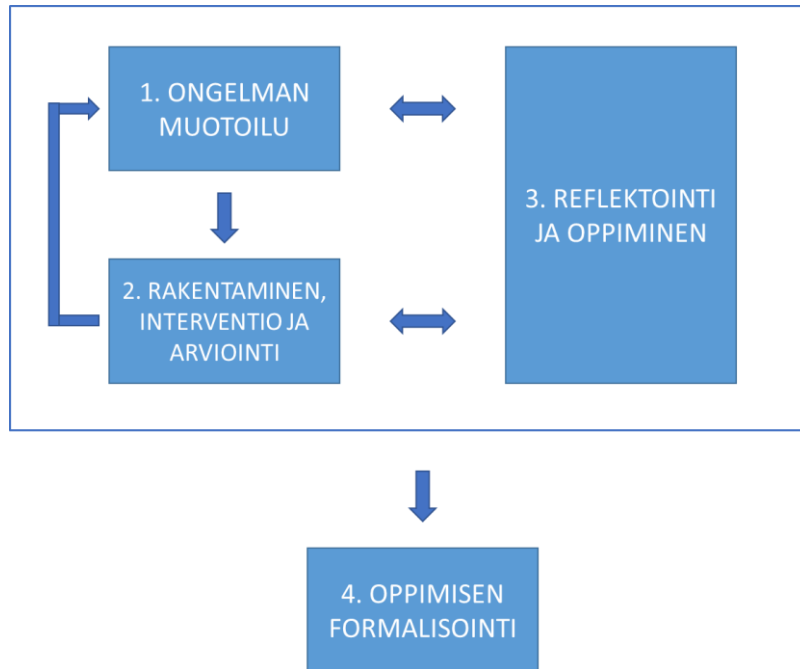 1. ONGELMAN
MUOTOILU
2. RAKENTAMINEN,
INTERVENTIO JA
ARVIOINTI
3. REFLEKTOINTI
JA OPPIMINEN
4. OPPIMISEN
FORMALISOINTI